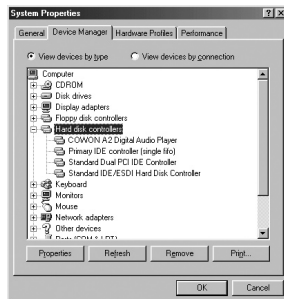 System Properties
General Device Manager Hardware Profiles Performance
View devices by type View devices by connection
Computer
CDROM
Disk drives
Display adapters
Floppy disk controllers
Hard disk controllers
COWON A2 Digital Audio Player
Primary IDE controller (single fifo)
Standard Dual PCI IDE Controller
Standard IDE/ESDI Hard Disk Controller
Keyboard
Monitors
Mouse
Network adapters
Other devices
Ports (COM & LPT)
Properties Refresh Remove Print...
OK Cancel